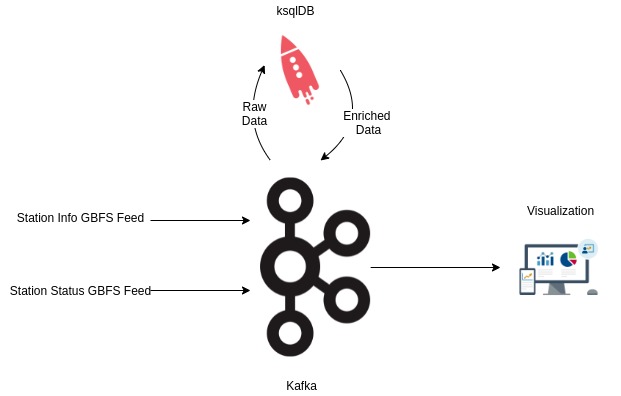 ksqlDB
Raw
Data
Enriched
Data
Station Info GBFS Feed
Visualization
Station Status GBFS Feed
Kafka